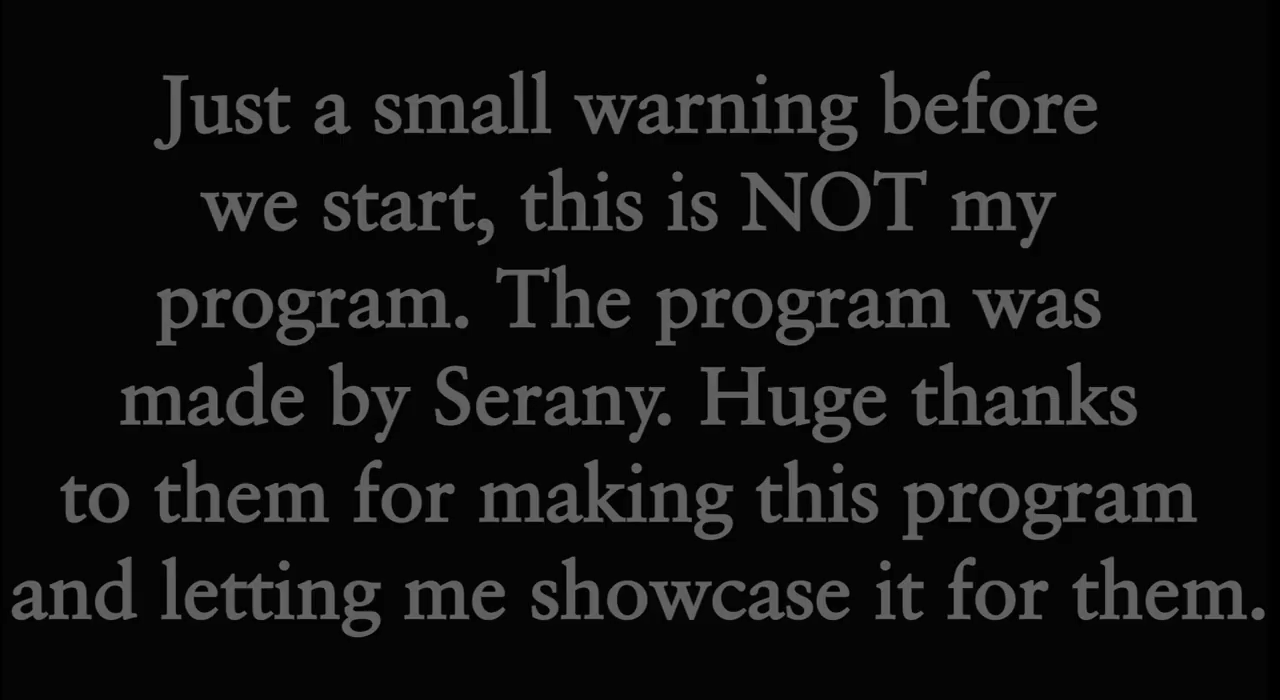 Just a small warning before
we start, this is NOT my
program. The program was
made by Serany. Huge thanks
to them for making this program
and letting me showcase it for them.